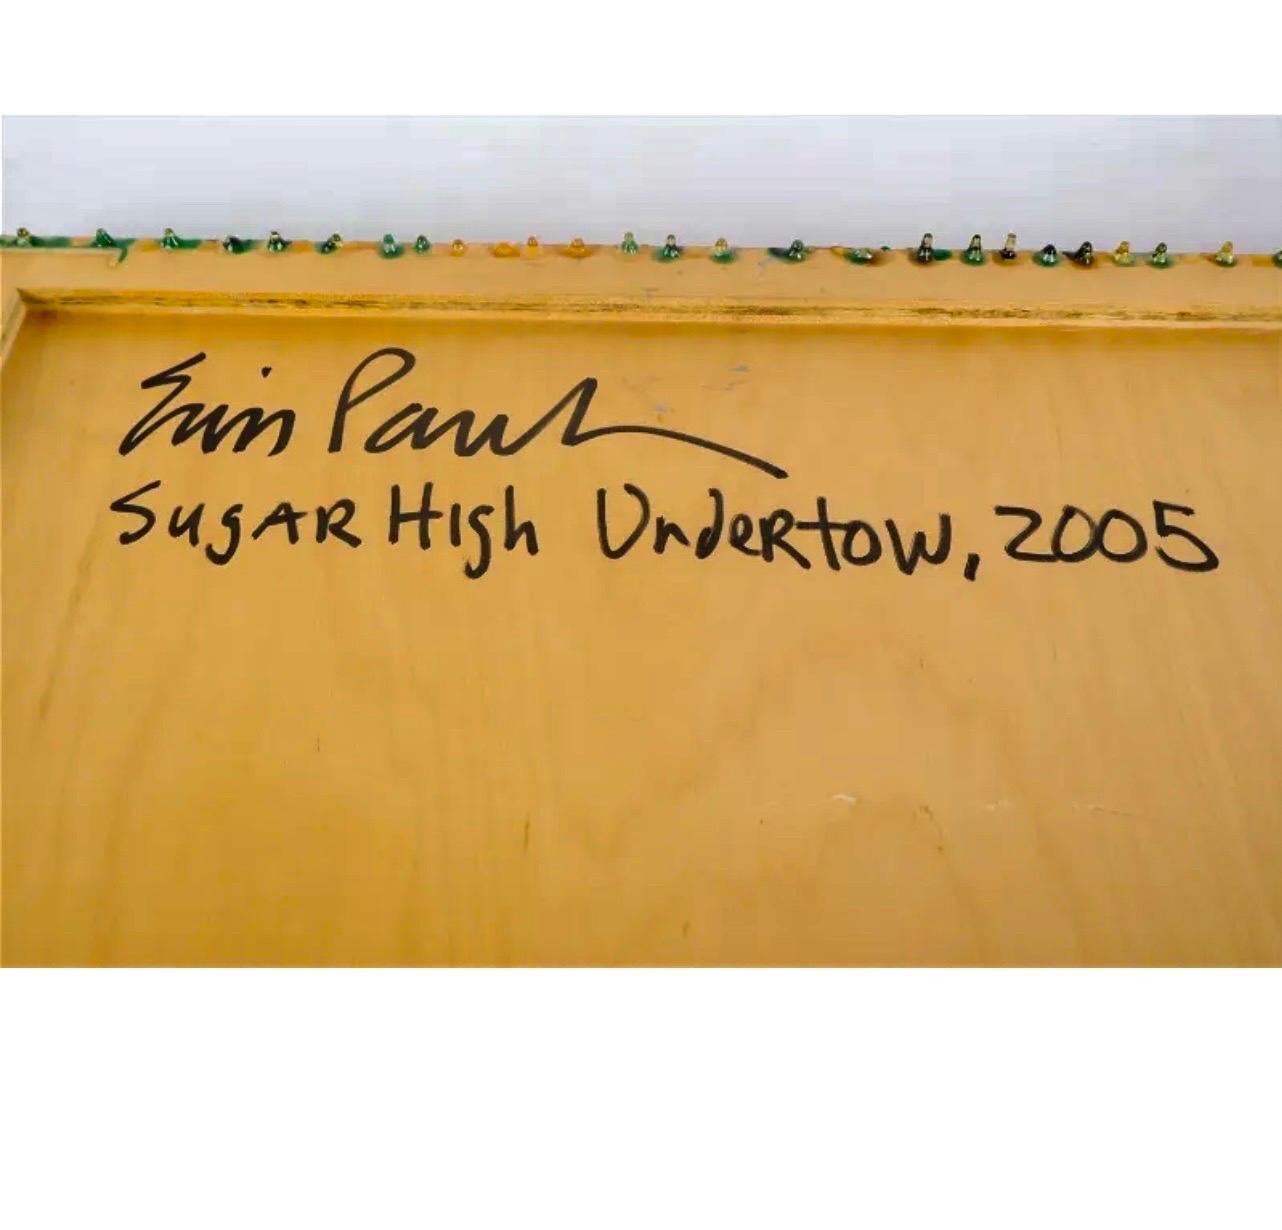 Erin Parish
SugAR HIgh UndeRtow, 2005